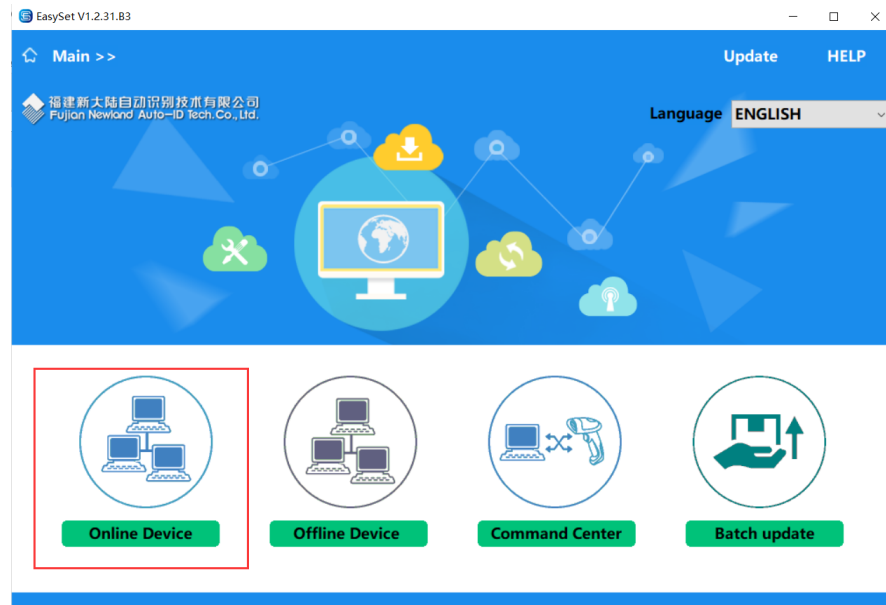 EasySet V1.2.31.B3
Main >>
Update
HELP
福建新大陆自动识别技术有限公司
Fujian Newland Auto-ID Tech.Co.,Ltd.
Language
ENGLISH
Online Device
Offline Device
Command Center
Batch update